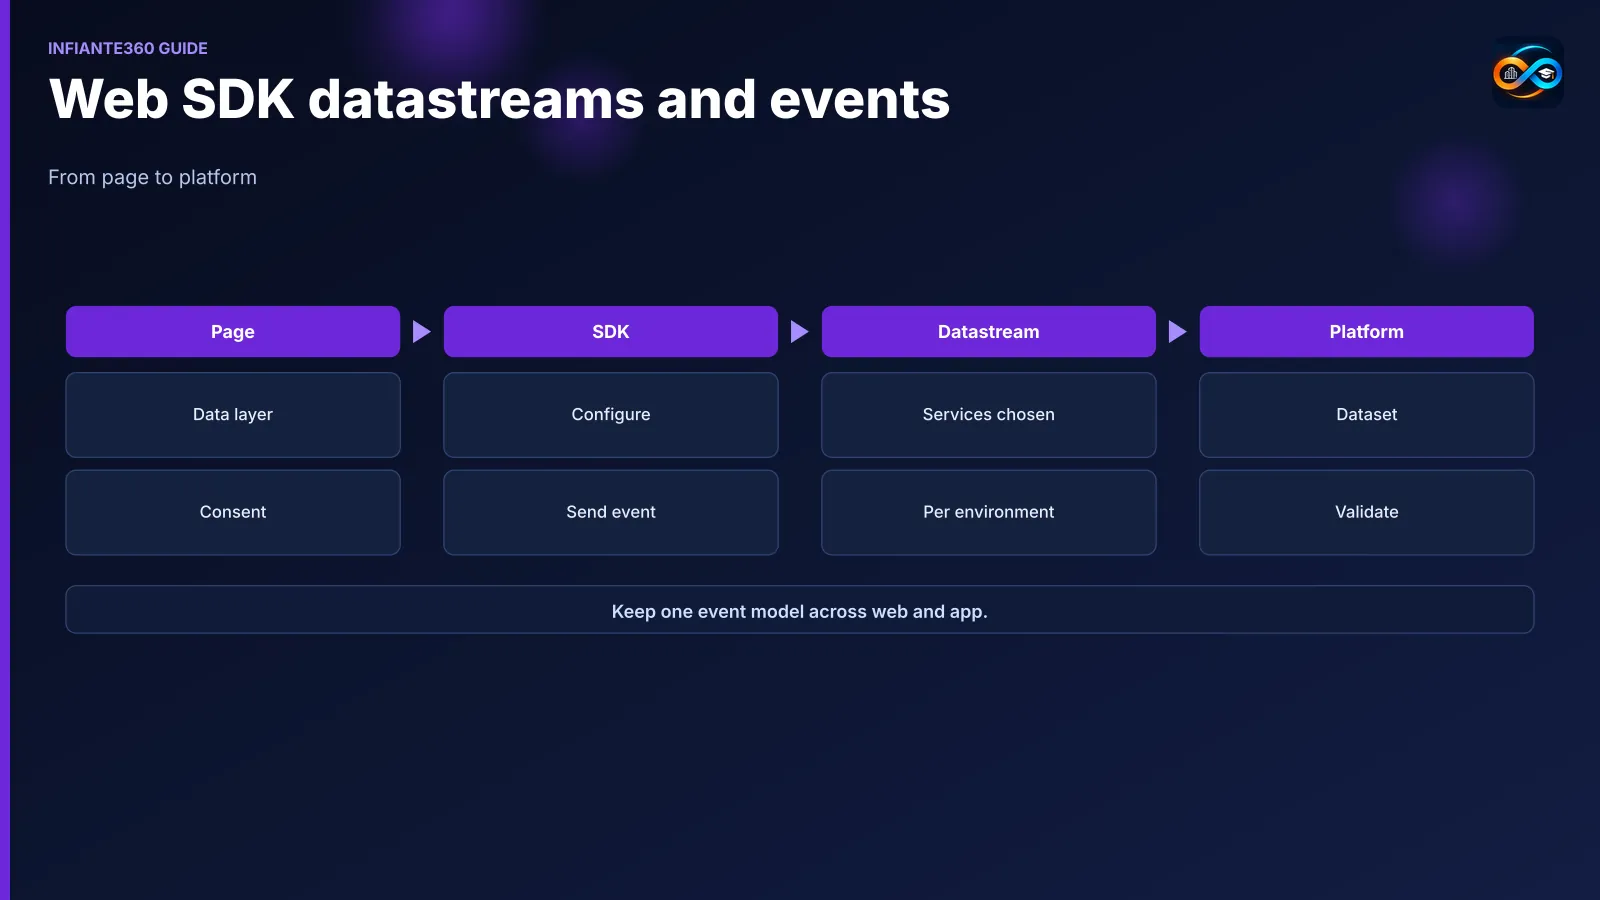 INFIANTE360 GUIDE
Web SDK datastreams and events
From page to platform
Page
SDK
Datastream
Platform
Data layer
Configure
Services chosen
Dataset
Consent
Send event
Per environment
Validate
Keep one event model across web and app.